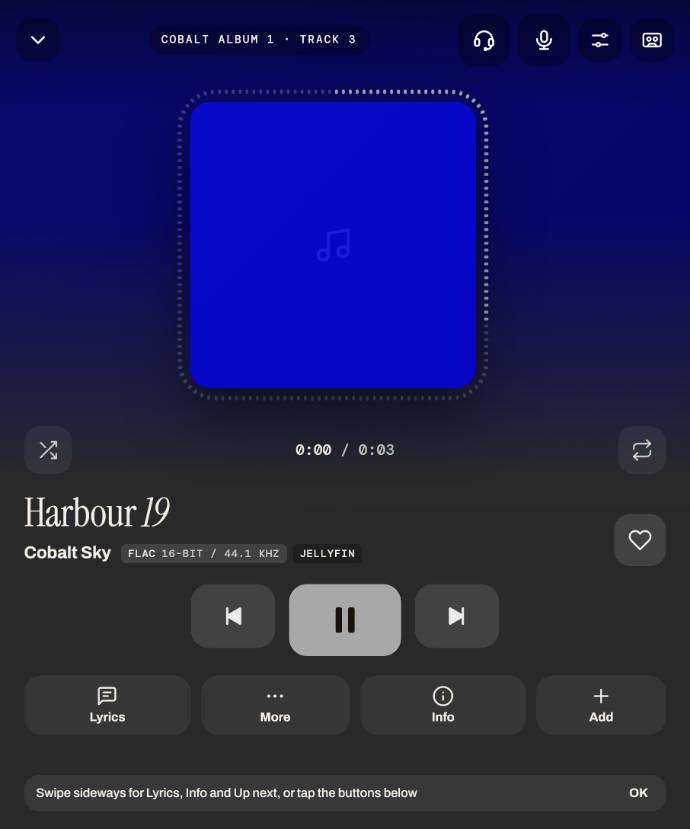 COBALT ALBUM 1 · TRACK 3
0:00 / 0:03
Harbour 19
Cobalt Sky FLAC 16-BIT / 44.1 KHZ JELLYFIN
Lyrics More Info Add
Swipe sideways for Lyrics, Info and Up next, or tap the buttons below OK